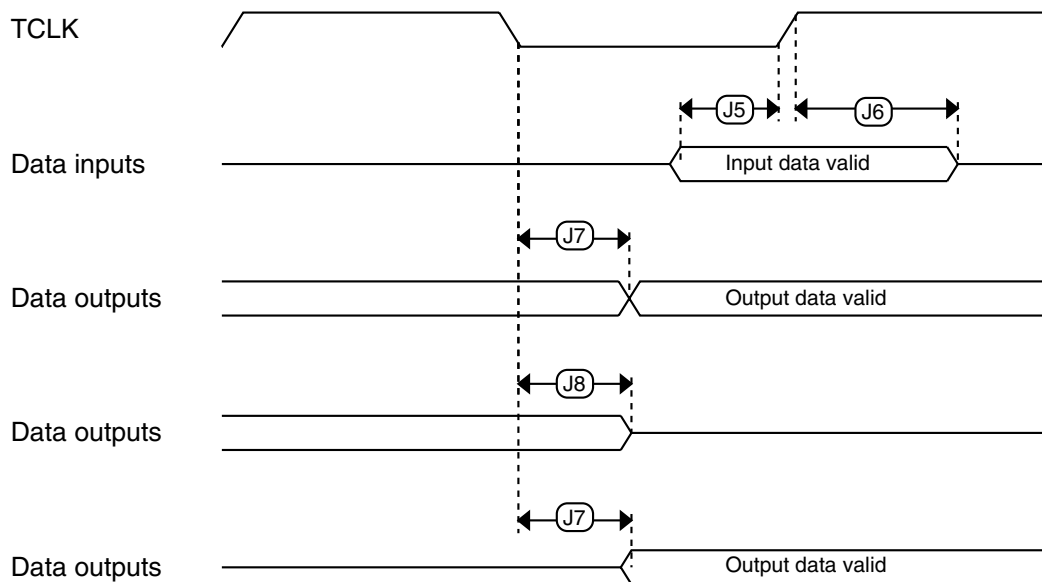 TCLK
J5
J6
Data inputs
Input data valid
J7
Data outputs
Output data valid
J8
Data outputs
J7
Data outputs
Output data valid